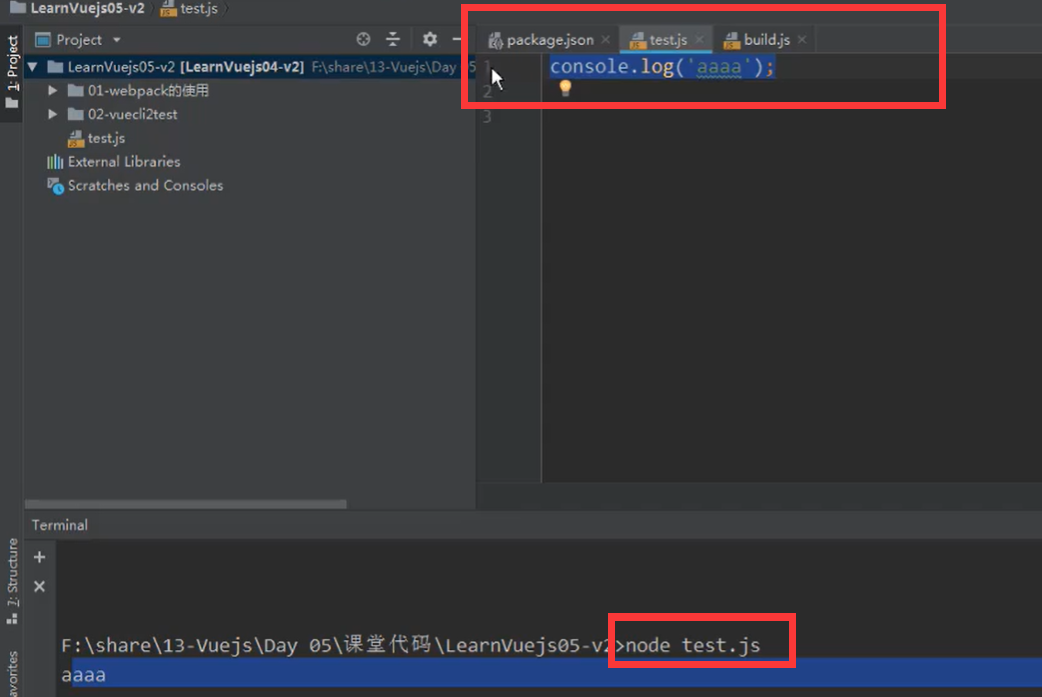 LearnVuejs05-v2 test.js
1: Project
Project
LearnVuejs05-v2 [LearnVuejs04-v2] F:\share\13-Vuejs\Day 05
01-webpack的使用
02-vuecli2test
test.js
External Libraries
Scratches and Consoles
package.json test.js build.js
1 console.log('aaaa');
2
3
Terminal
F:\share\13-Vuejs\Day 05\课堂代码\LearnVuejs05-v2>node test.js
aaaa
7: Structure
avorites